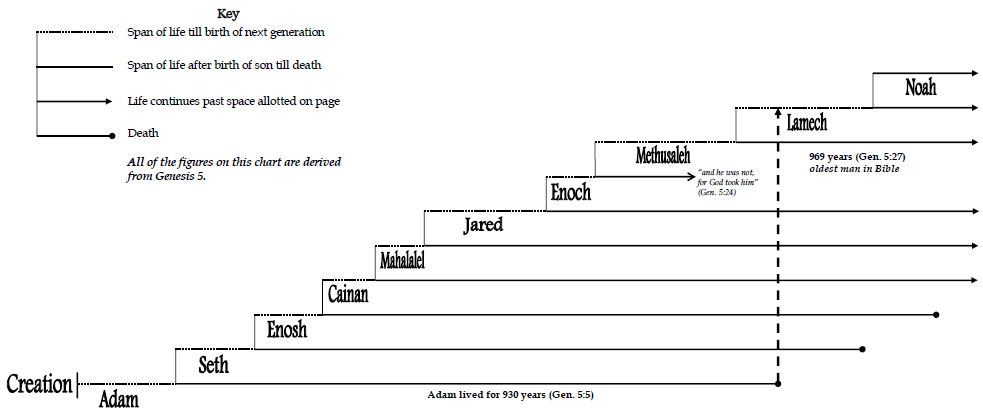 Key
Span of life till birth of next generation
Span of life after birth of son till death
Life continues past space allotted on page
Death
All of the figures on this chart are derived
from Genesis 5.
Noah
Lamech
Methusaleh
969 years (Gen. 5:27)
oldest man in Bible
"and he was not,
for God took him"
(Gen. 5:24)
Enoch
Jared
Mahalalel
Cainan
Enosh
Seth
Creation
Adam
Adam lived for 930 years (Gen. 5:5)